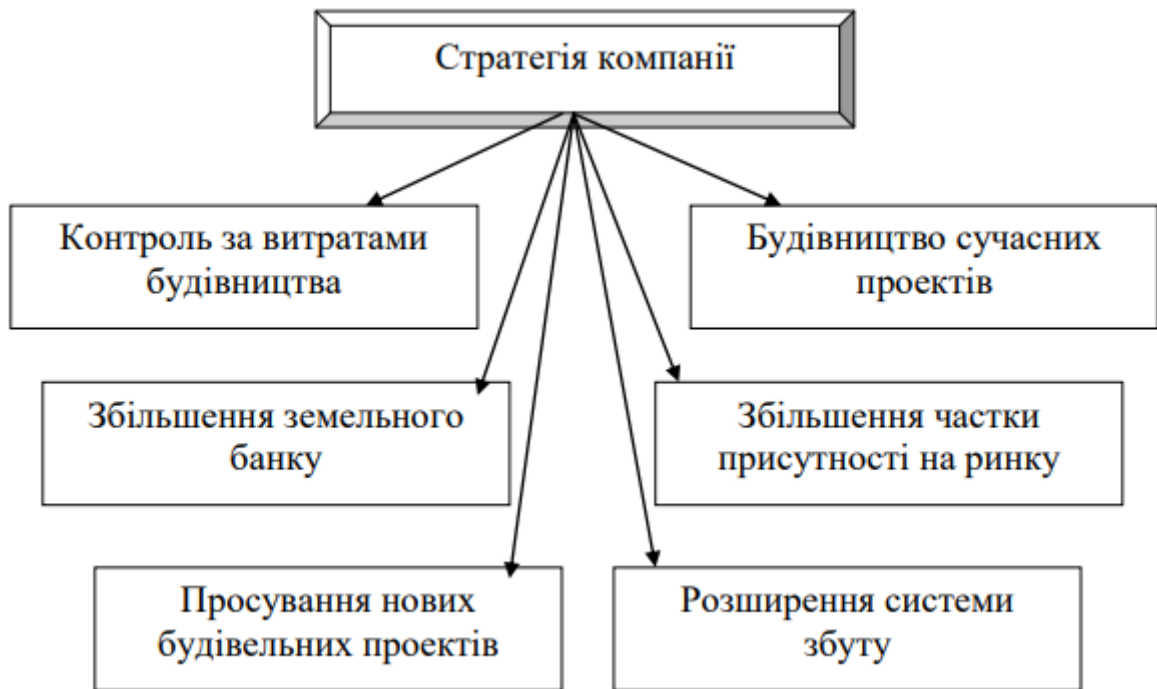 Стратегія компанії
Контроль за витратами
будівництва
Будівництво сучасних
проектів
Збільшення земельного
банку
Збільшення частки
присутності на ринку
Просування нових
будівельних проектів
Розширення системи
збуту